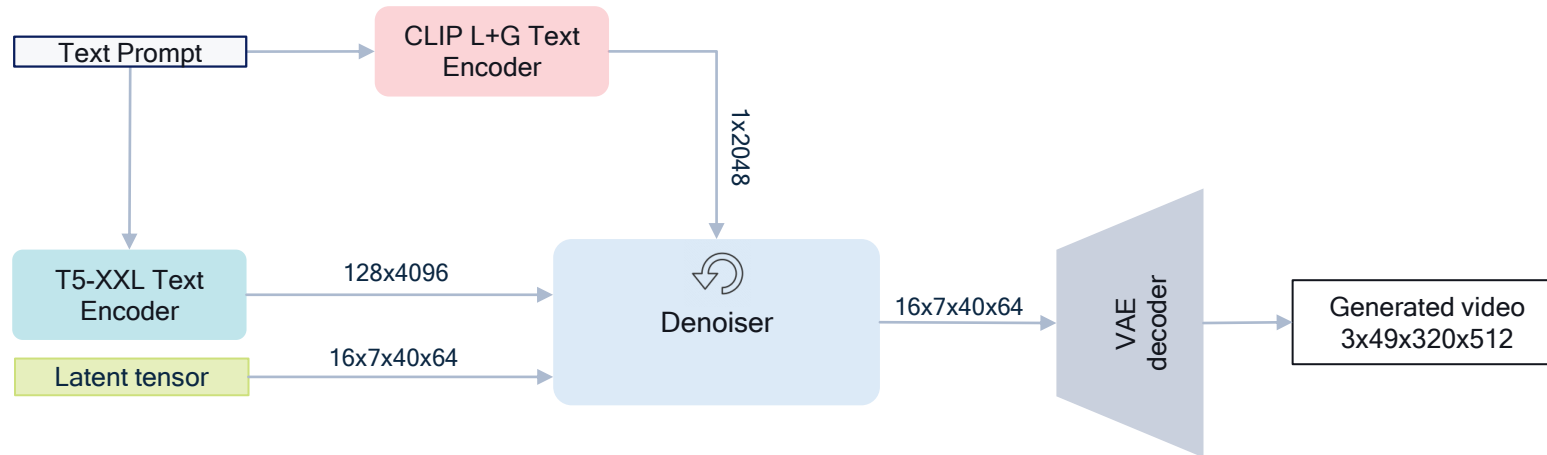 Text Prompt
CLIP L+G Text
Encoder
1x2048
T5-XXL Text
Encoder
128x4096
Latent tensor
16x7x40x64
Denoiser
16x7x40x64
VAE
decoder
Generated video
3x49x320x512